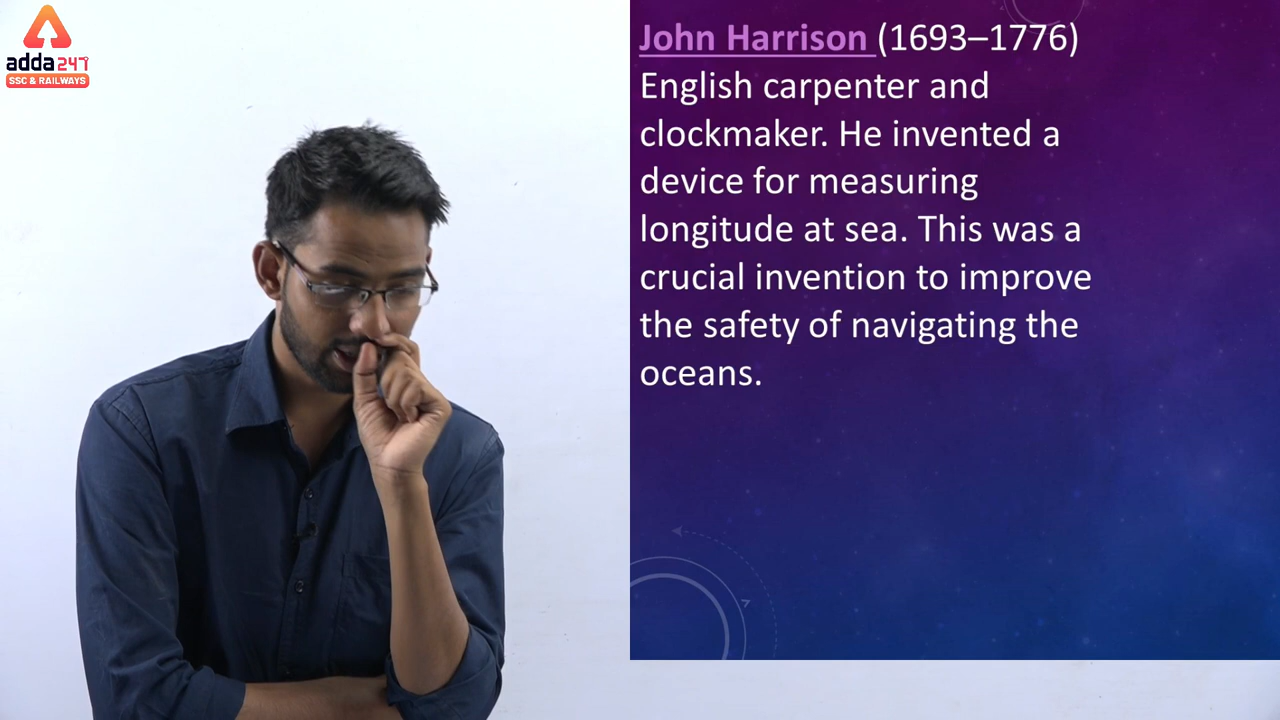 adda247
SSC & RAILWAYS
John Harrison (1693–1776)
English carpenter and
clockmaker. He invented a
device for measuring
longitude at sea. This was a
crucial invention to improve
the safety of navigating the
oceans.